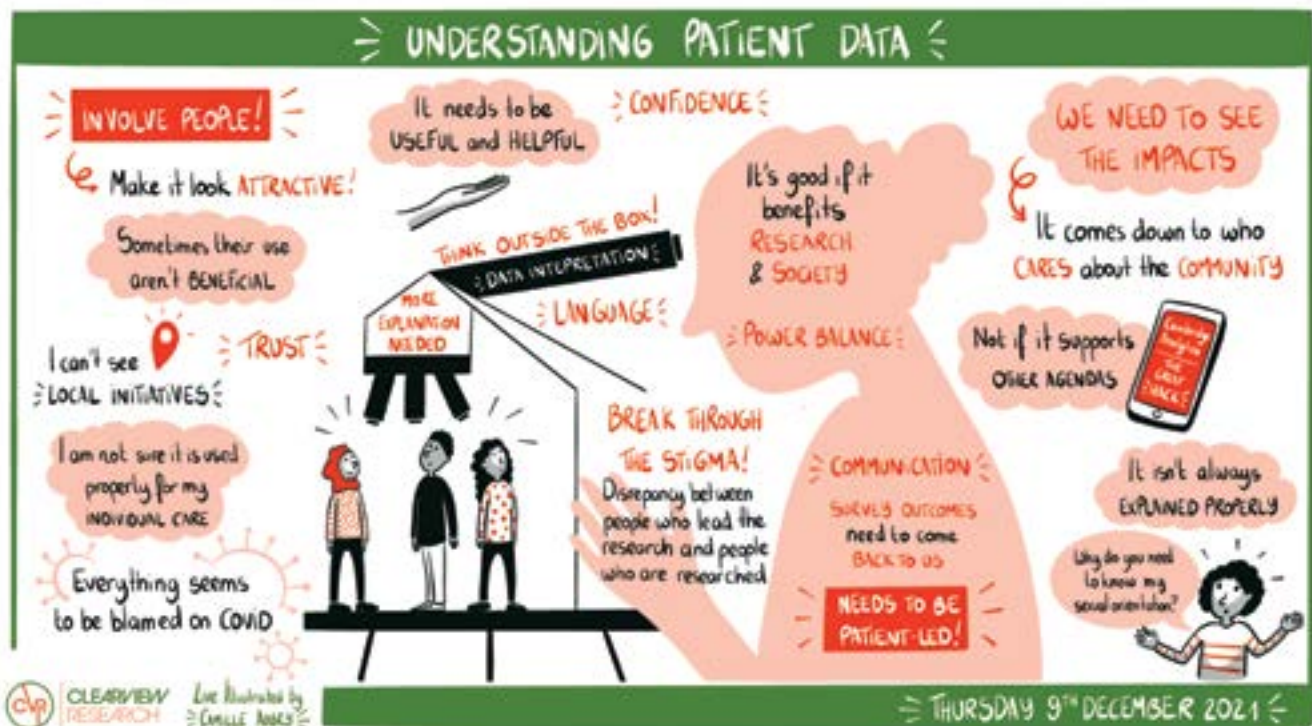 UNDERSTANDING PATIENT DATA
INVOLVE PEOPLE!
Make it look ATTRACTIVE!
Sometimes their use
aren't BENEFICIAL
I can't see
LOCAL INITIATIVES
TRUST
I am not sure it is used
properly for my
INDIVIDUAL CARE
Everything seems
to be blamed on COVID
It needs to be
USEFUL and HELPFUL
CONFIDENCE
THINK OUTSIDE THE BOX!
DATA INTEPRETATION
MORE
EXPLANATION
NEEDED
LANGUAGE
It's good if it
benefits
RESEARCH
& SOCIETY
POWER BALANCE
BREAK THROUGH
THE STIGMA!
Discrepancy between
people who lead the
research and people
who are researched
COMMUNICATION
SURVEY OUTCOMES
need to come
BACK TO US
NEEDS TO BE
PATIENT-LED!
WE NEED TO SEE
THE IMPACTS
It comes down to who
CARES about the COMMUNITY
Not if it supports
OTHER AGENDAS
Cambridge
Analytica
THE
GREAT
HACK
It isn't always
EXPLAINED PROPERLY
Why do you need
to know my
sexual orientation?
CLEARVIEW
RESEARCH
Live Illustrated by
CAMILLE
THURSDAY 9TH DECEMBER 2021